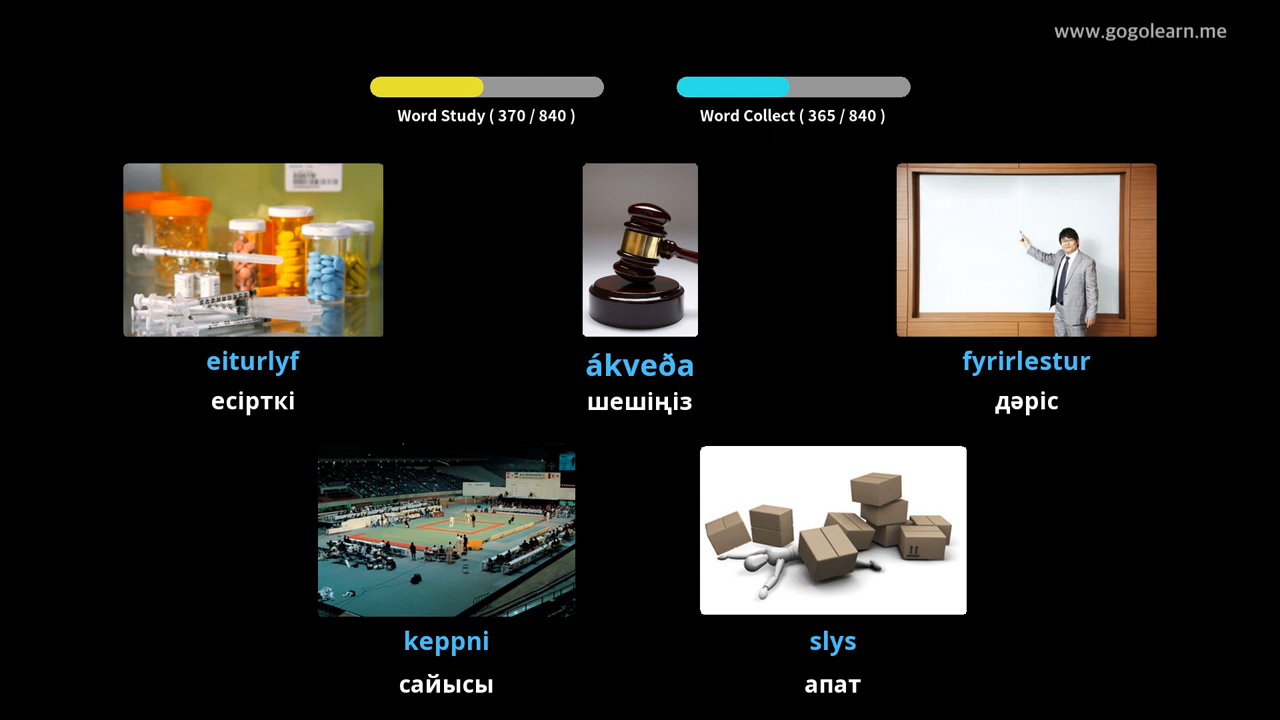 www.gogolearn.me
Word Study ( 370 / 840 )
Word Collect ( 365 / 840 )
eiturlyf
есірткі
ákveða
шешіңіз
fyrirlestur
дәріс
keppni
сайысы
slys
апат